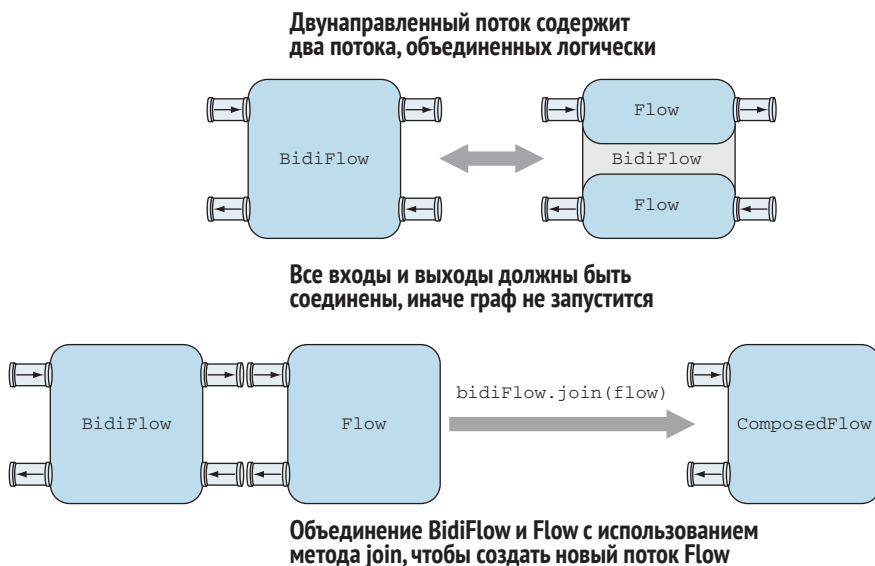 Двунаправленный поток содержит
два потока, объединенных логически
BidiFlow
Flow
BidiFlow
Flow
Все входы и выходы должны быть
соединены, иначе граф не запустится
BidiFlow
Flow
bidiFlow.join(flow)
ComposedFlow
Объединение BidiFlow и Flow с использованием
метода join, чтобы создать новый поток Flow